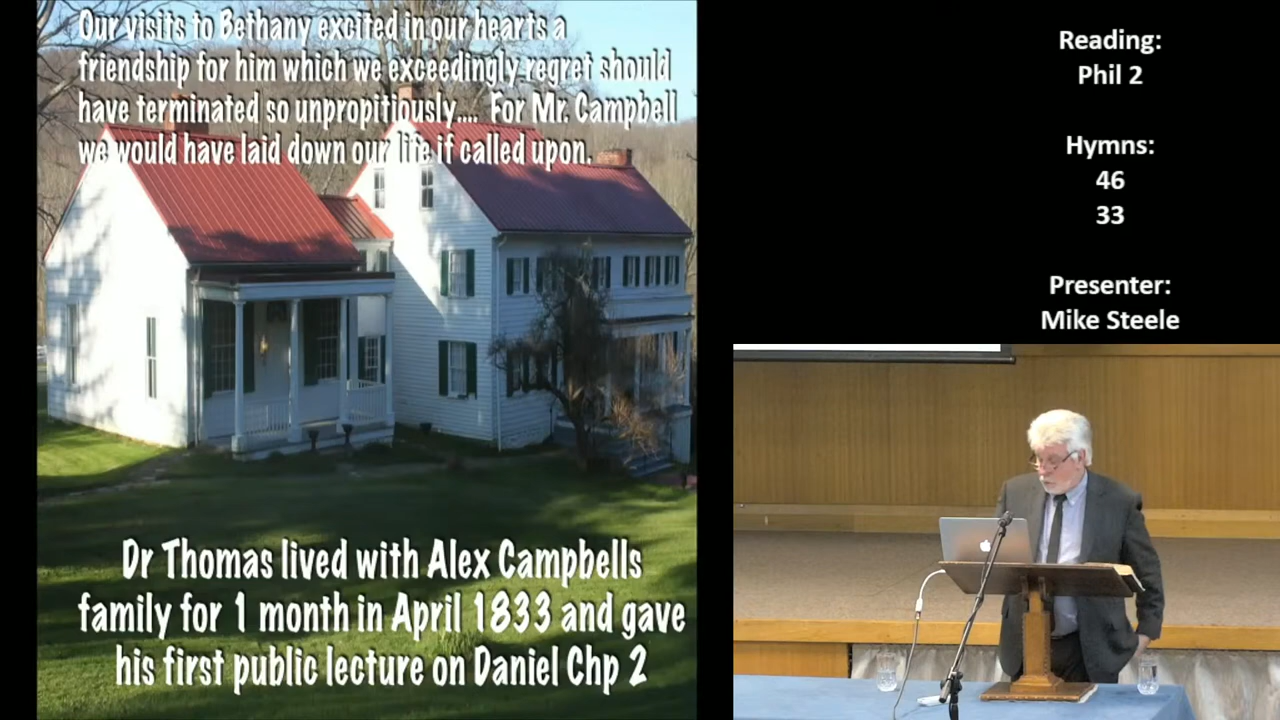 Our visits to Bethany excited in our hearts a
friendship for him which we exceedingly regret should
have terminated so unpropitiously.... For Mr. Campbell
we would have laid down our life if called upon.
Dr Thomas lived with Alex Campbells
family for 1 month in April 1833 and gave
his first public lecture on Daniel Chp 2
Reading:
Phil 2
Hymns:
46
33
Presenter:
Mike Steele